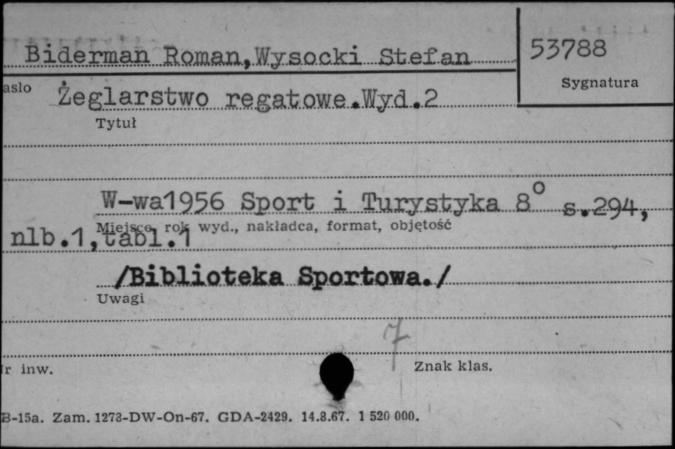 Biderman Roman, Wysocki Stefan
53788
Sygnatura
asło
Żeglarstwo regatowe.Wyd.2
Tytuł
W-wa1956 Sport i Turystyka 8° s.294,
Miejsce, rok wyd., nakładca, format, objętość
nlb.1,tabl.1
/Biblioteka Sportowa./
Uwagi
7
r inw.
Znak klas.
B-15a. Zam. 1273-DW-On-67. GDA-2429. 14.8.67. 1 520 000.